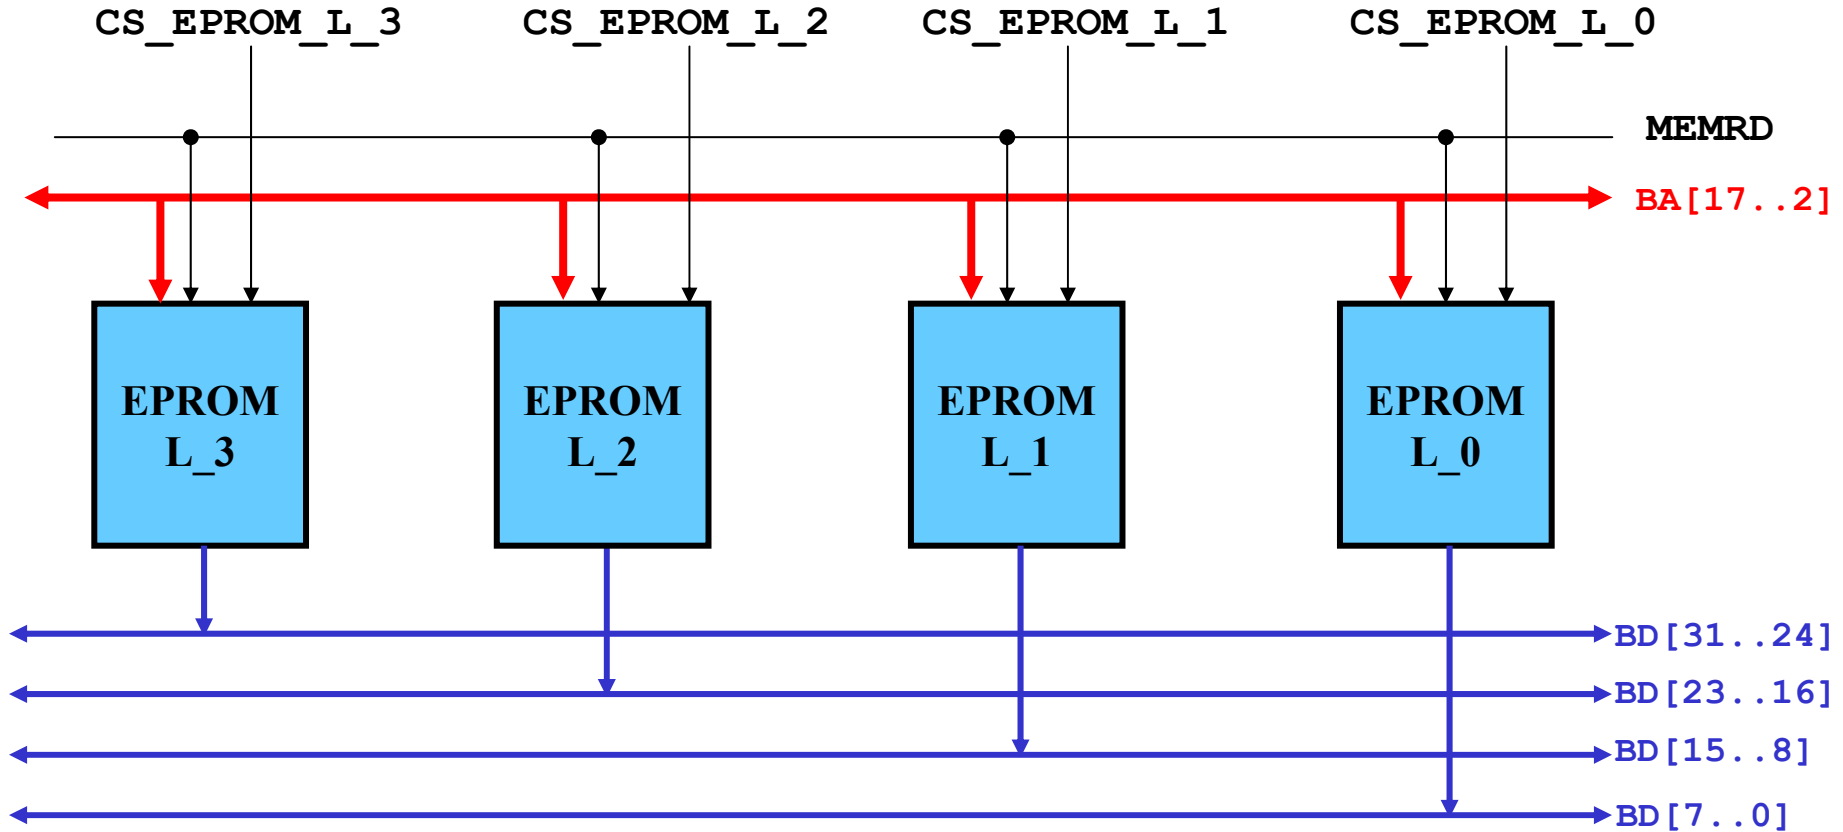 CS_EPROM_L_3 CS_EPROM_L_2 CS_EPROM_L_1 CS_EPROM_L_0
MEMRD
BA[17..2]
EPROM L_3
EPROM L_2
EPROM L_1
EPROM L_0
BD[31..24]
BD[23..16]
BD[15..8]
BD[7..0]